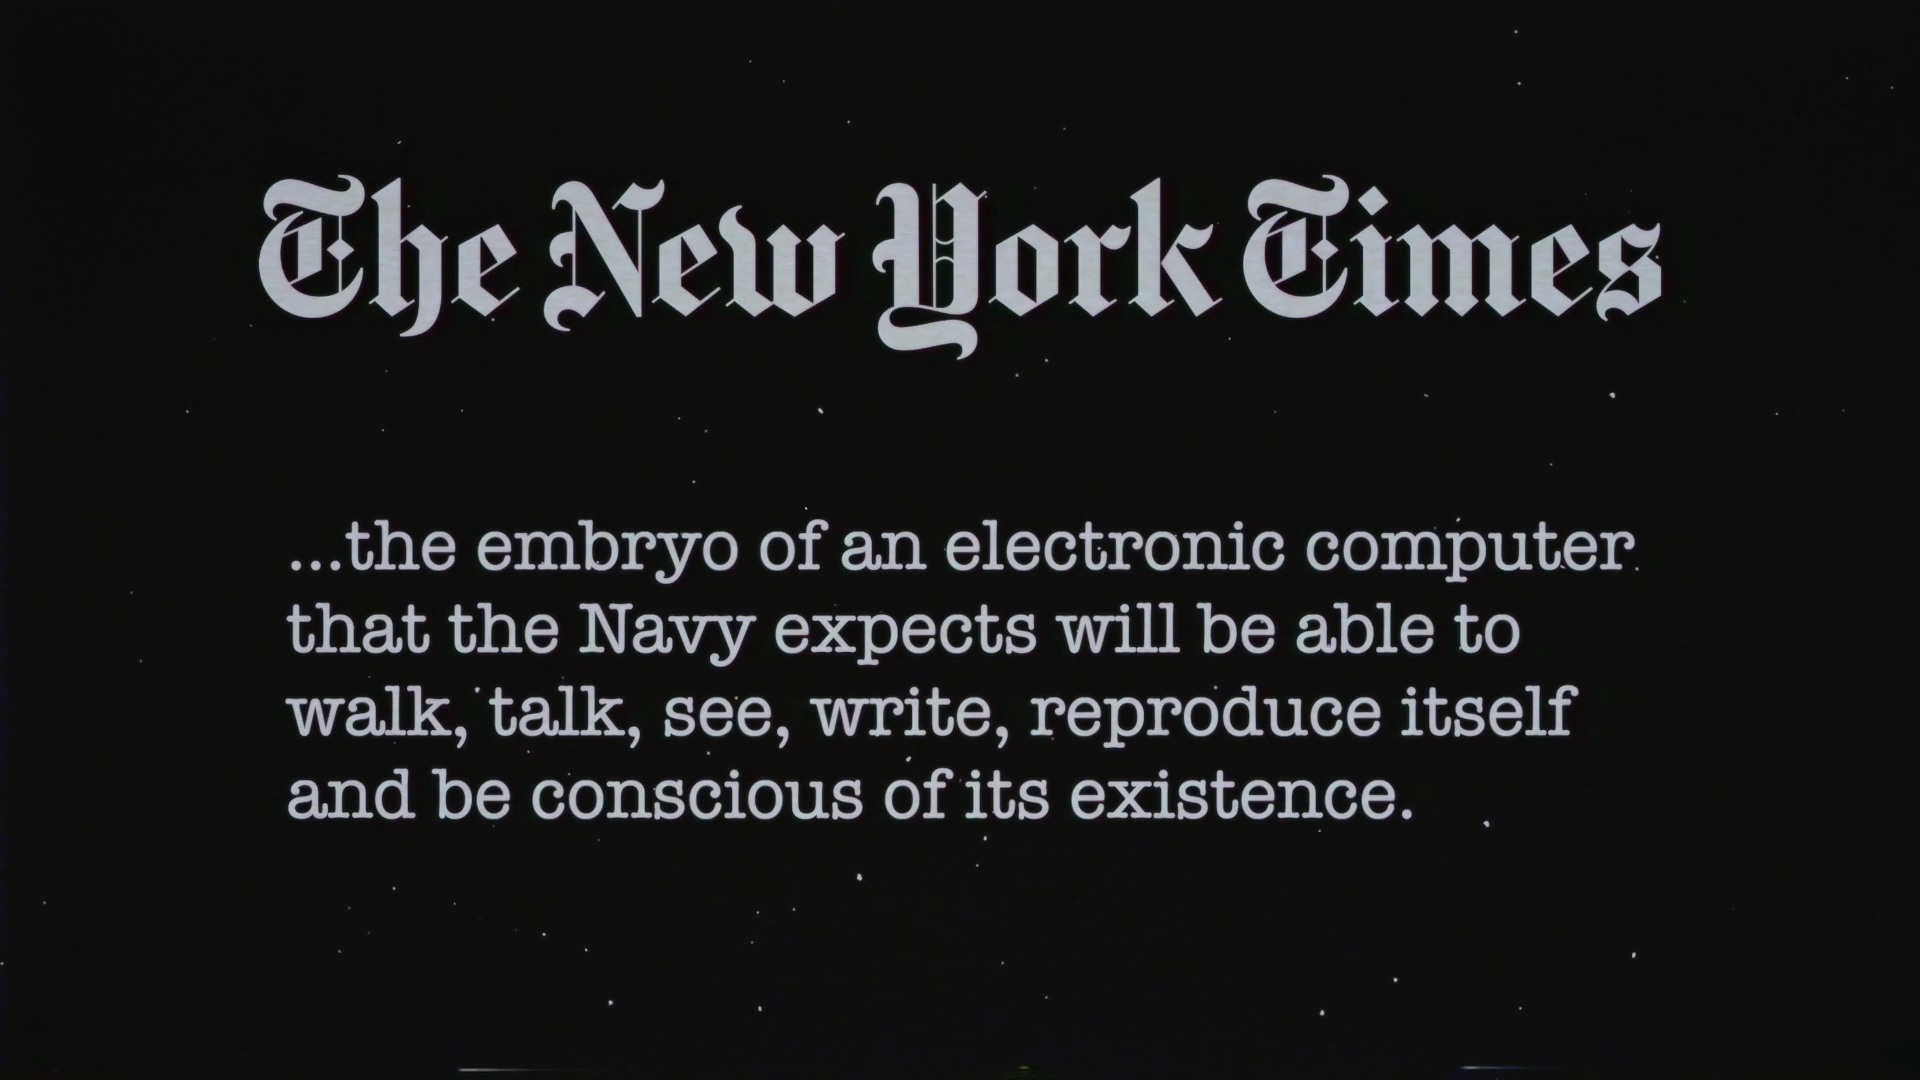 The New York Times
...the embryo of an electronic computer
that the Navy expects will be able to
walk, talk, see, write, reproduce itself
and be conscious of its existence.